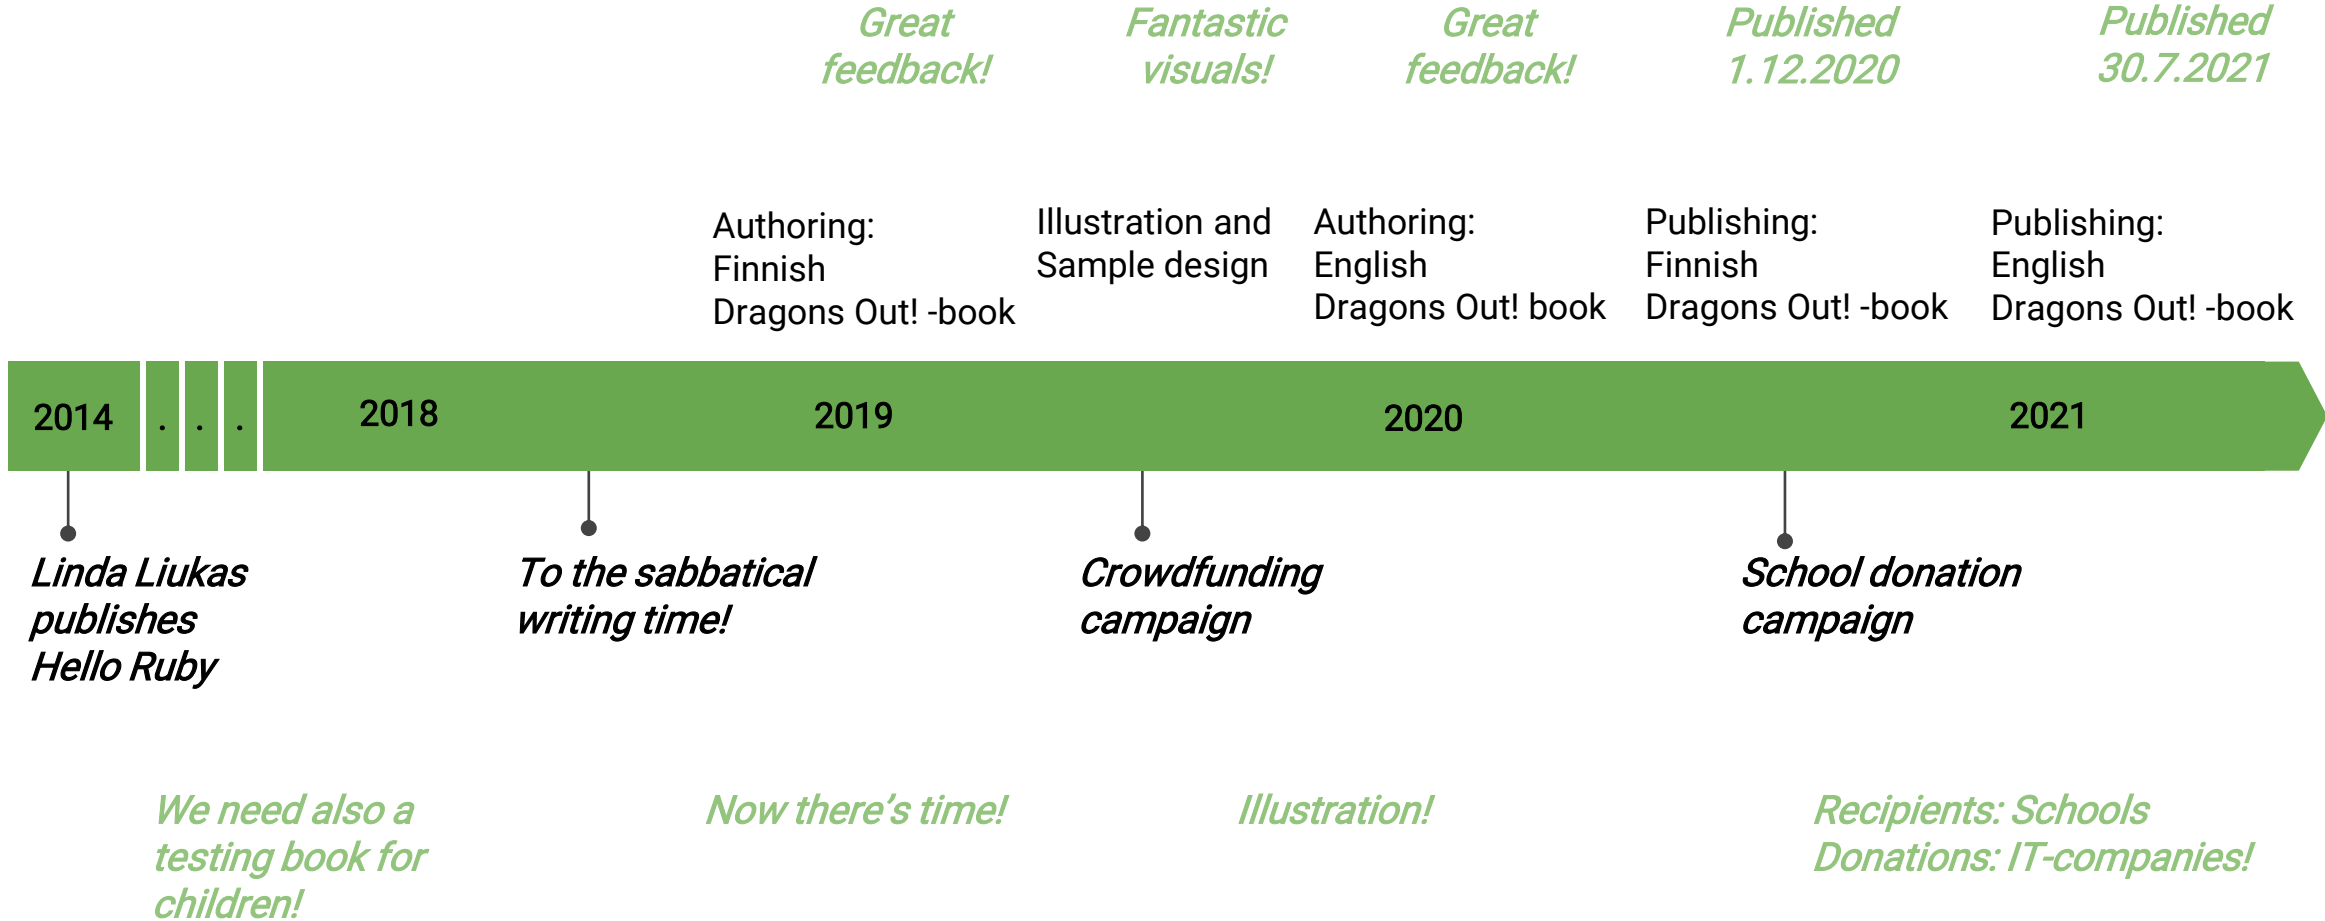 Great
feedback!
Fantastic
visuals!
Great
feedback!
Published
1.12.2020
Published
30.7.2021
Authoring:
Finnish
Dragons Out! -book
Illustration and
Sample design
Authoring:
English
Dragons Out! book
Publishing:
Finnish
Dragons Out! -book
Publishing:
English
Dragons Out! -book
2014
. . .
2018
2019
2020
2021
Linda Liukas
publishes
Hello Ruby
To the sabbatical
writing time!
Crowdfunding
campaign
School donation
campaign
We need also a
testing book for
children!
Now there’s time!
Illustration!
Recipients: Schools
Donations: IT-companies!